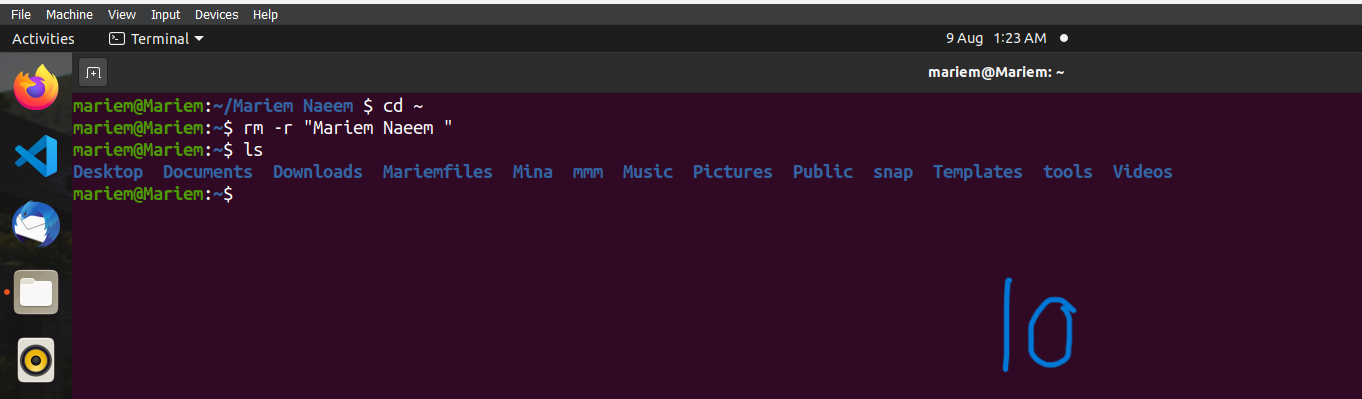 File Machine View Input Devices Help
Activities Terminal 9 Aug 1:23 AM
mariem@Mariem: ~
mariem@Mariem:~/Mariem Naeem $ cd ~
mariem@Mariem:~$ rm -r "Mariem Naeem "
mariem@Mariem:~$ ls
Desktop Documents Downloads Mariemfiles Mina mmm Music Pictures Public snap Templates tools Videos
mariem@Mariem:~$
10